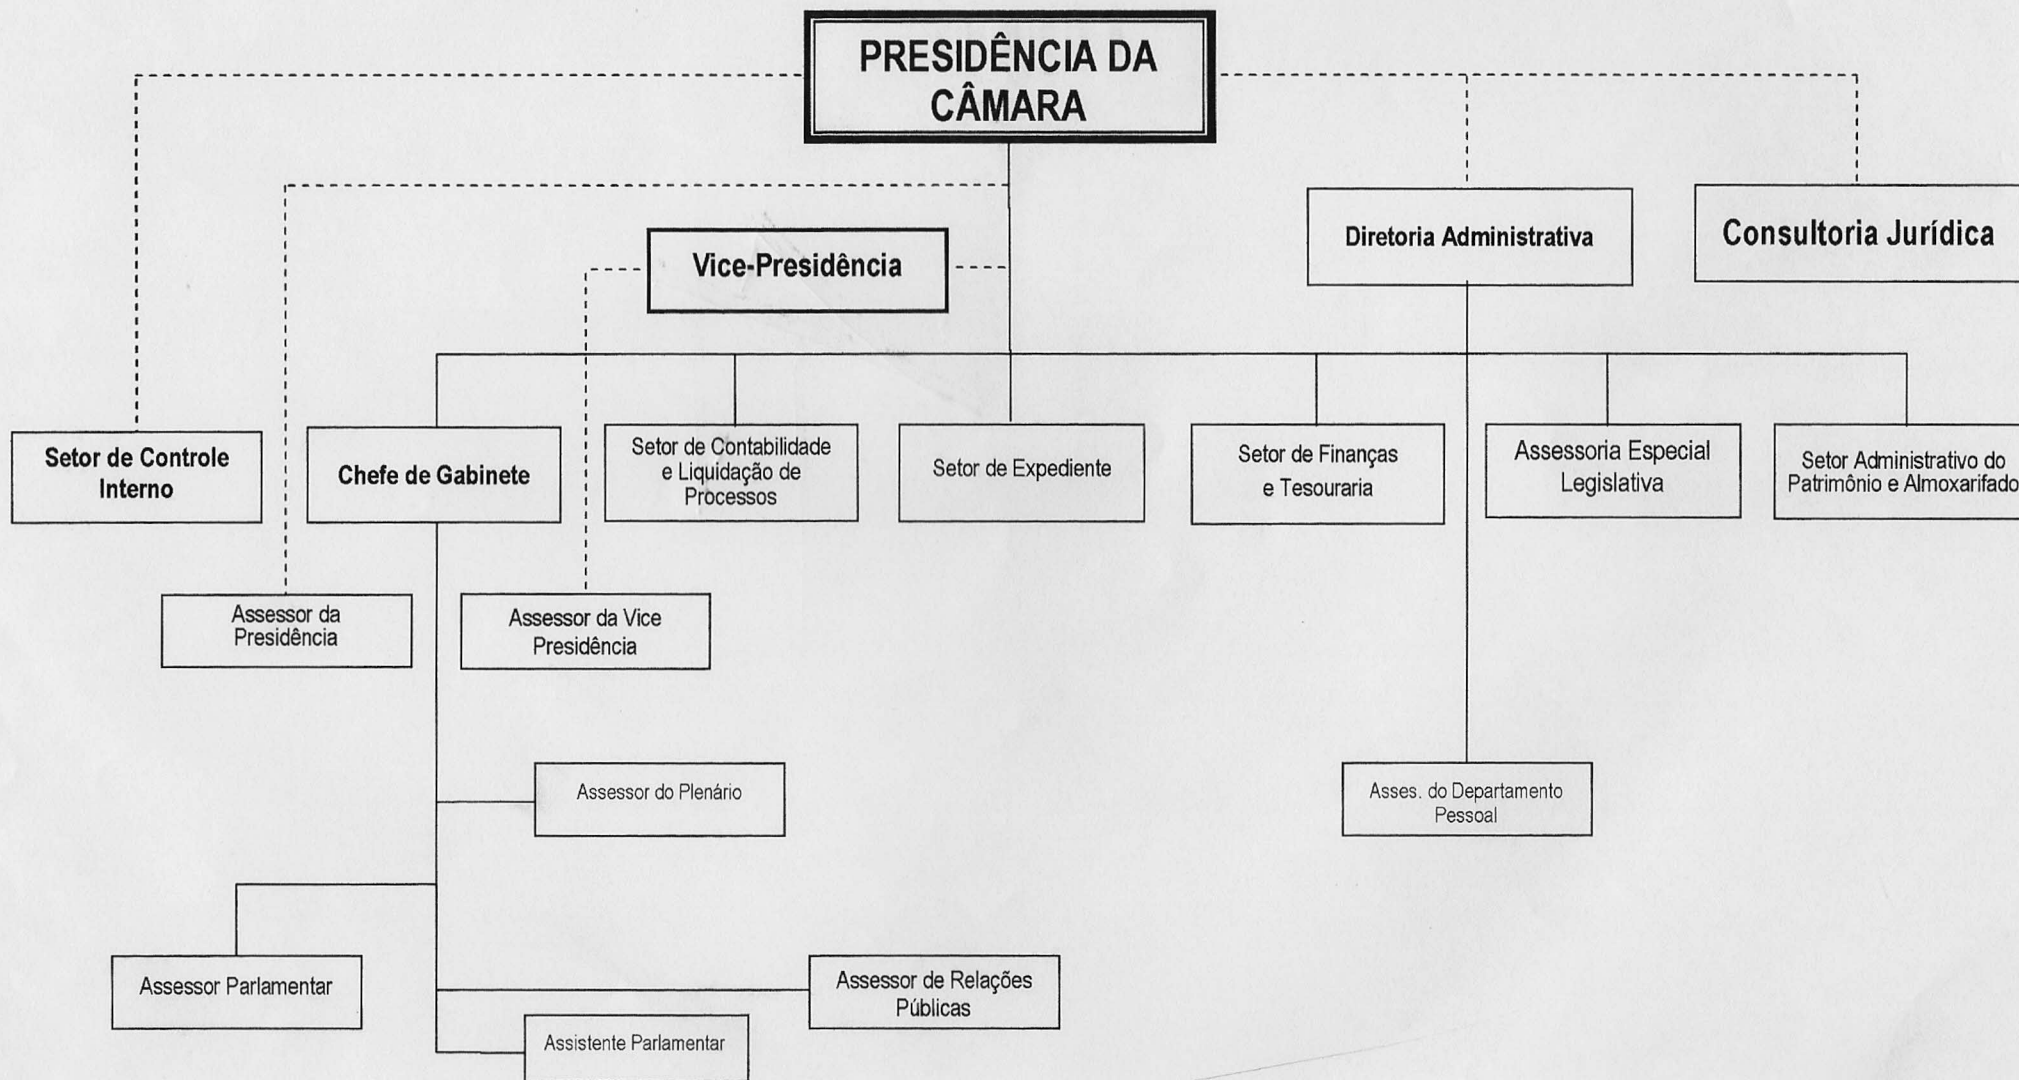 PRESIDÊNCIA DA
CÂMARA
Vice-Presidência
Diretoria Administrativa
Consultoria Jurídica
Setor de Controle
Interno
Chefe de Gabinete
Setor de Contabilidade
e Liquidação de
Processos
Setor de Expediente
Setor de Finanças
e Tesouraria
Assessoria Especial
Legislativa
Setor Administrativo do
Patrimônio e Almoxarifado
Assessor da
Presidência
Assessor da Vice
Presidência
Assessor do Plenário
Asses. do Departamento
Pessoal
Assessor Parlamentar
Assessor de Relações
Públicas
Assistente Parlamentar